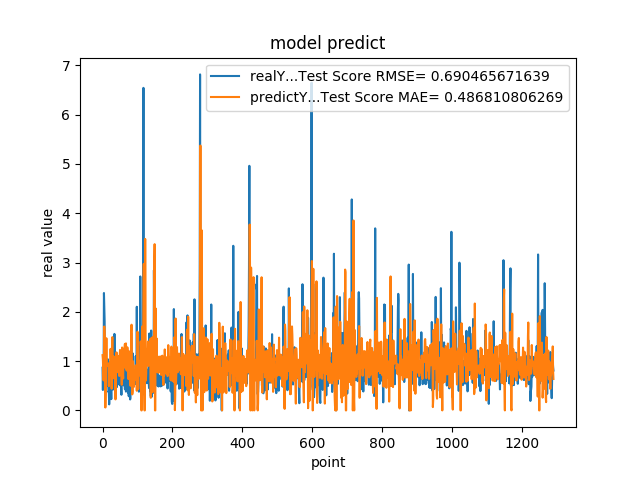 model predict
realY...Test Score RMSE= 0.690465671639
predictY...Test Score MAE= 0.486810806269
7
6
5
4
3
2
1
0
real value
0 200 400 600 800 1000 1200
point